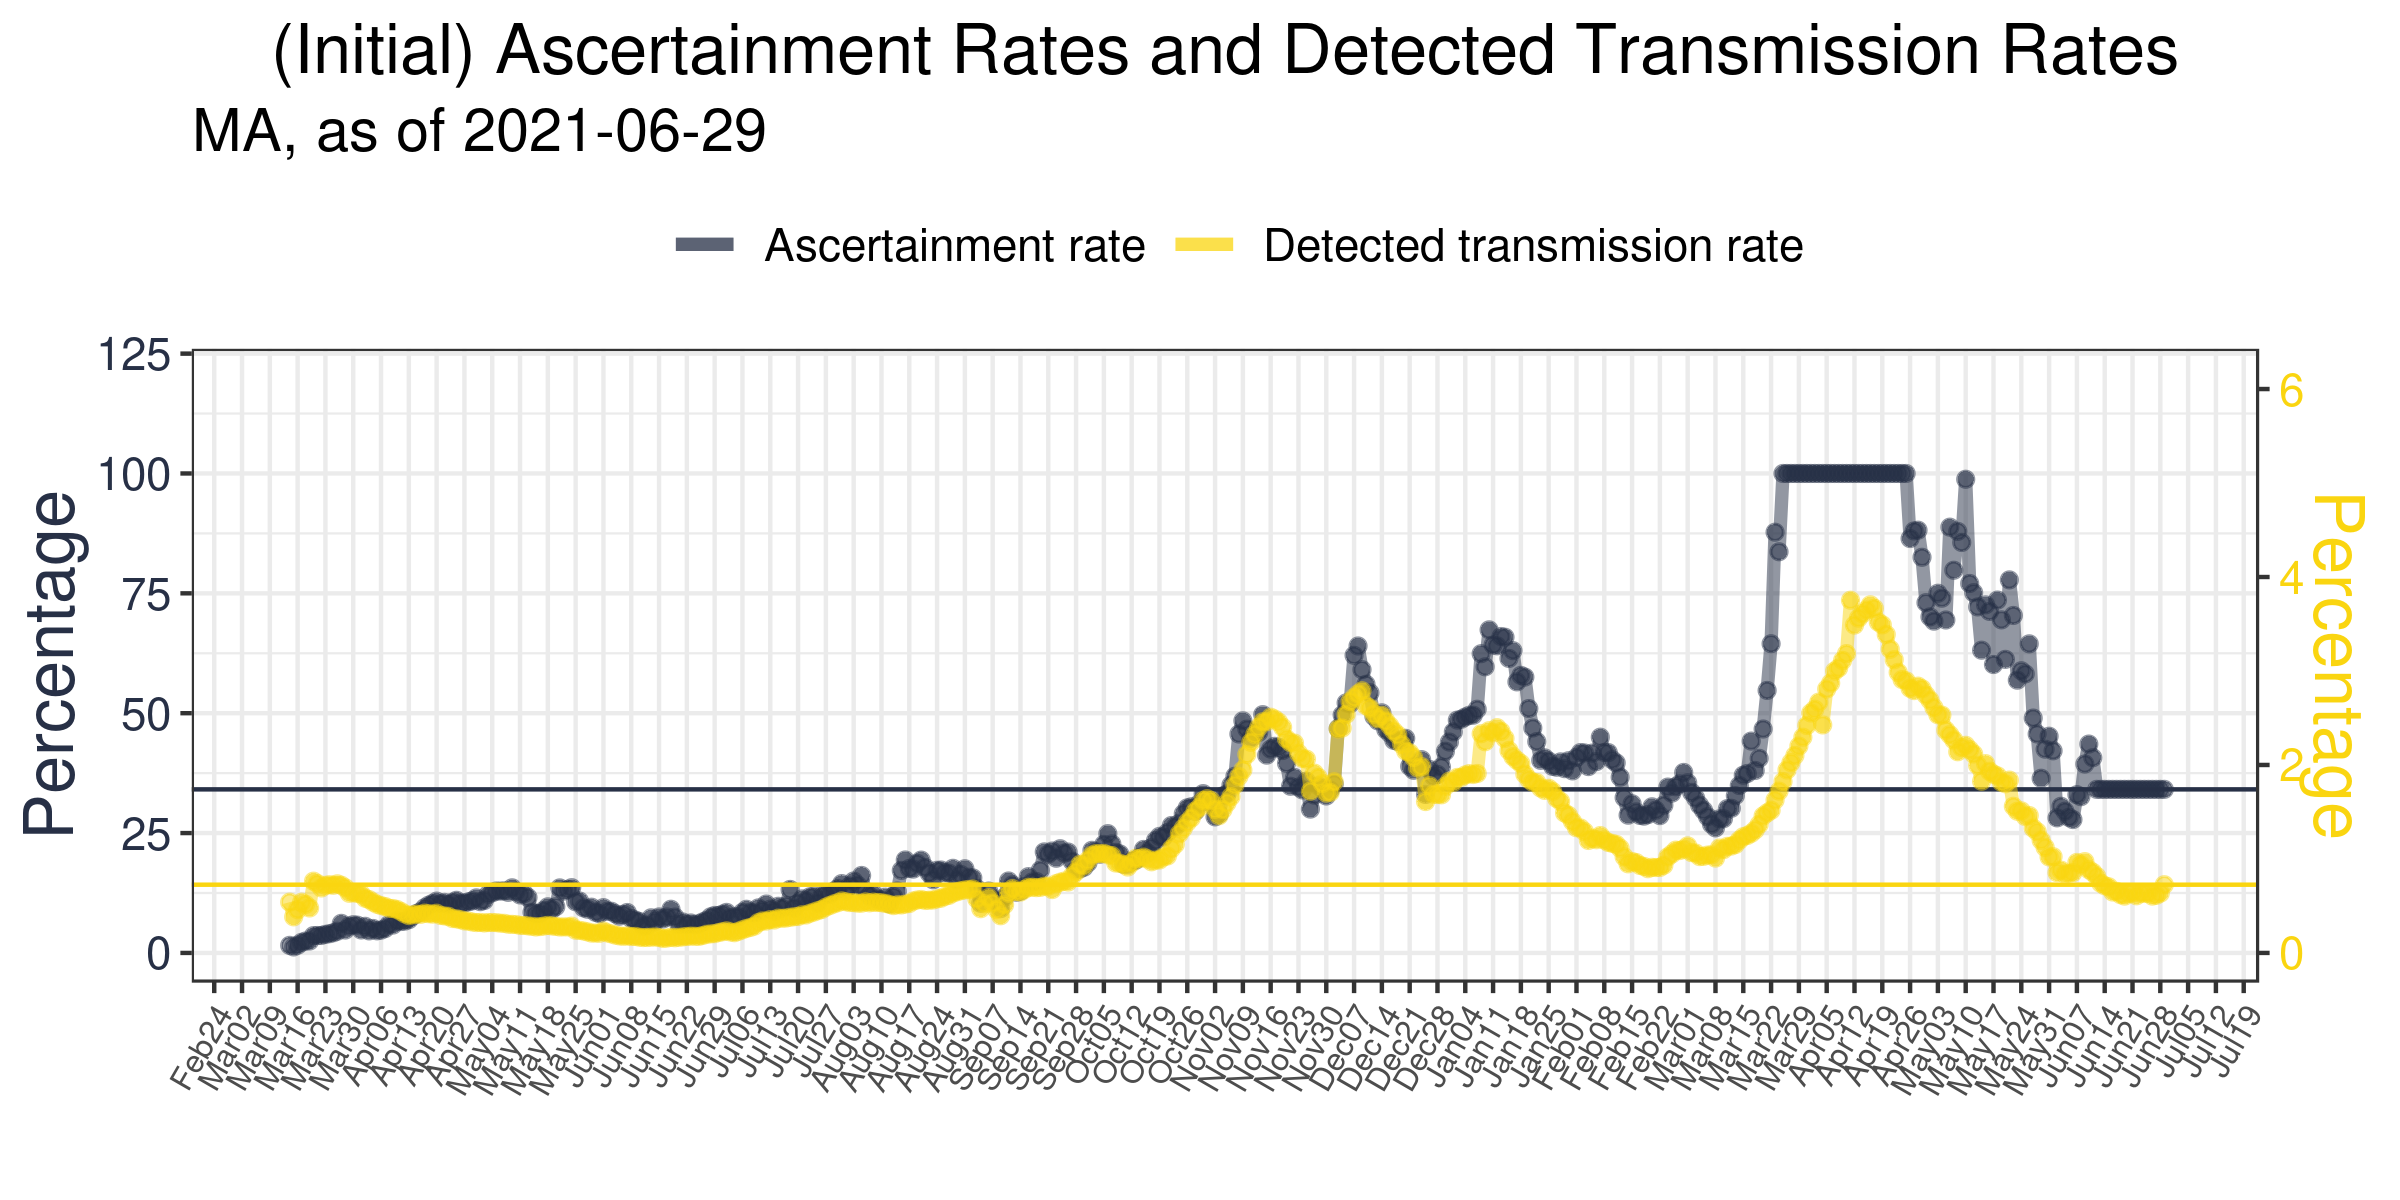 (Initial) Ascertainment Rates and Detected Transmission Rates
MA, as of 2021-06-29
Ascertainment rate
Detected transmission rate
Percentage
125
100
75
50
25
0
6
4
2
0
Percentage
Feb24
Mar02
Mar09
Mar16
Mar23
Mar30
Apr06
Apr13
Apr20
Apr27
May04
May11
May18
May25
Jun01
Jun08
Jun15
Jun22
Jun29
Jul06
Jul13
Jul20
Jul27
Aug03
Aug10
Aug17
Aug24
Aug31
Sep07
Sep14
Sep21
Sep28
Oct05
Oct12
Oct19
Oct26
Nov02
Nov09
Nov16
Nov23
Nov30
Dec07
Dec14
Dec21
Dec28
Jan04
Jan11
Jan18
Jan25
Feb01
Feb08
Feb15
Feb22
Mar01
Mar08
Mar15
Mar22
Mar29
Apr05
Apr12
Apr19
Apr26
May03
May10
May17
May24
May31
Jun07
Jun14
Jun21
Jun28
Jul05
Jul12
Jul19